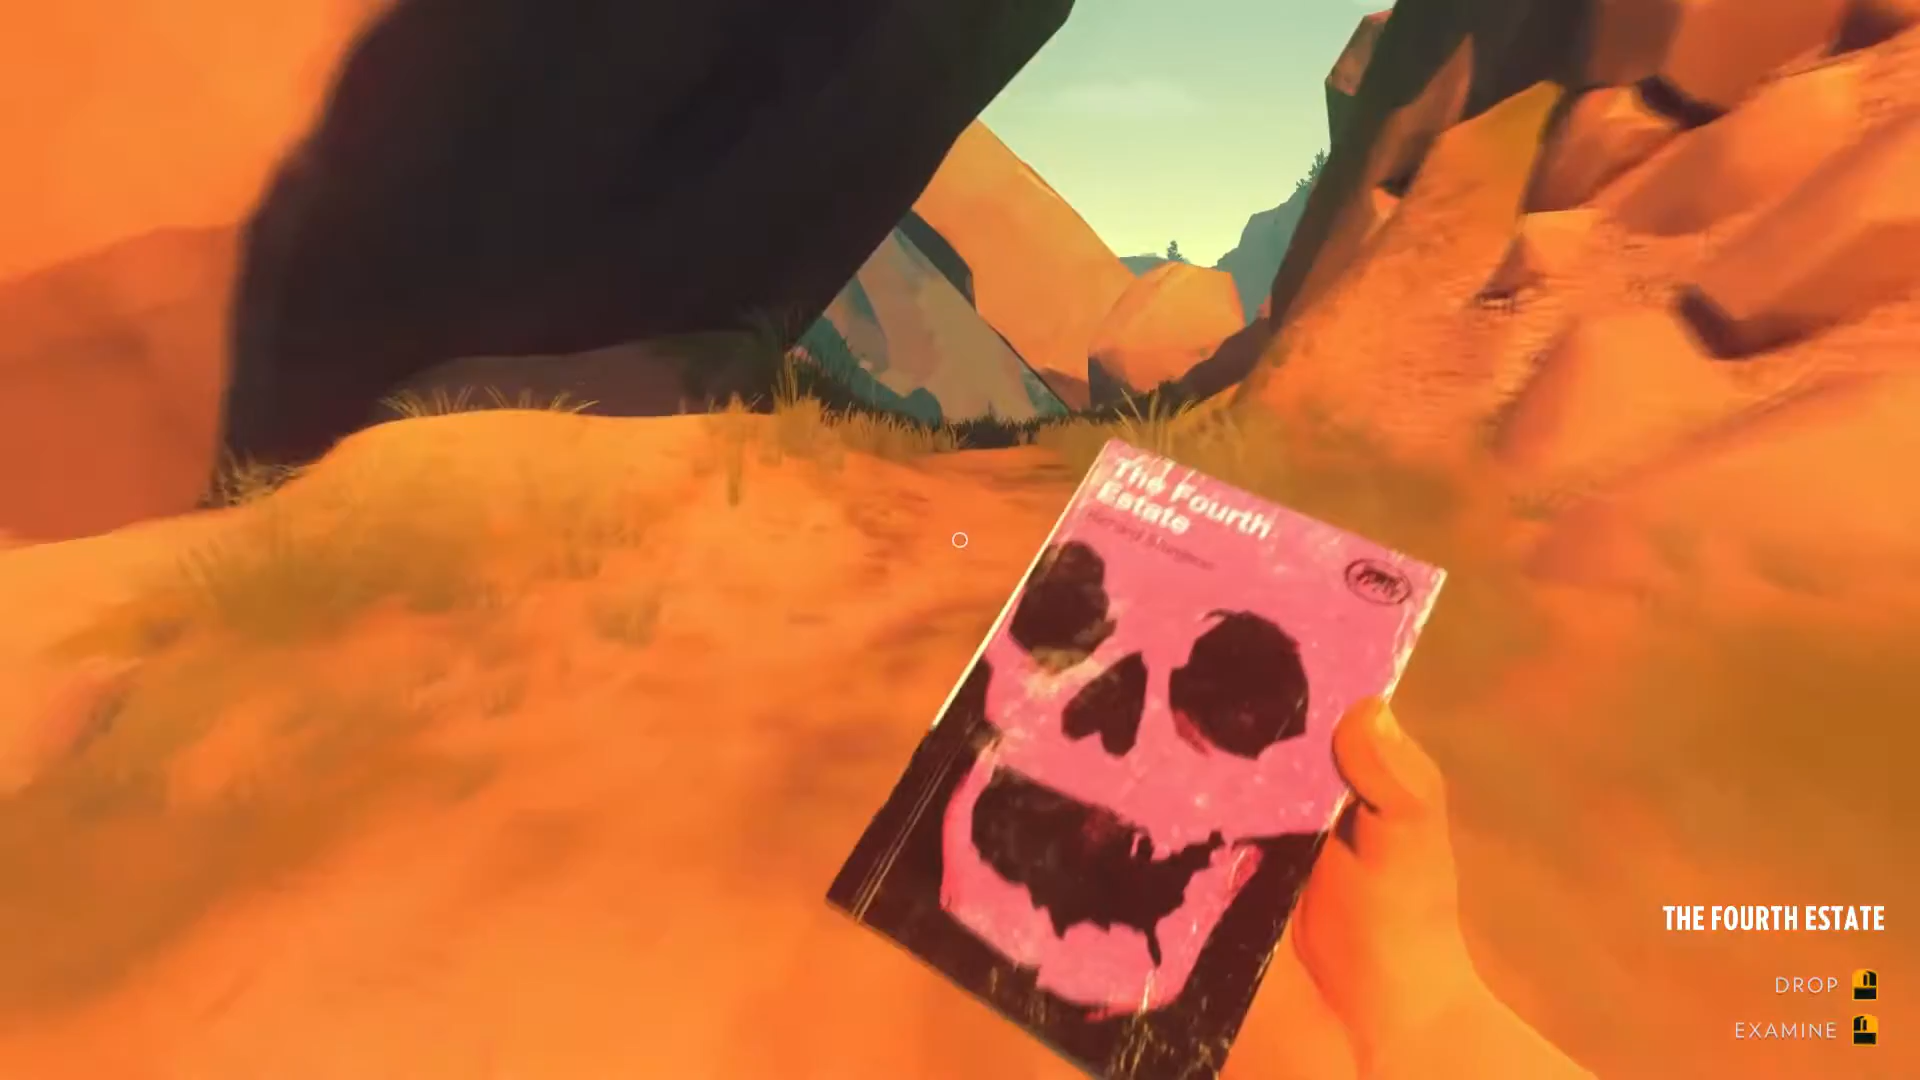 The Fourth
Estate
THE FOURTH ESTATE
DROP
EXAMINE